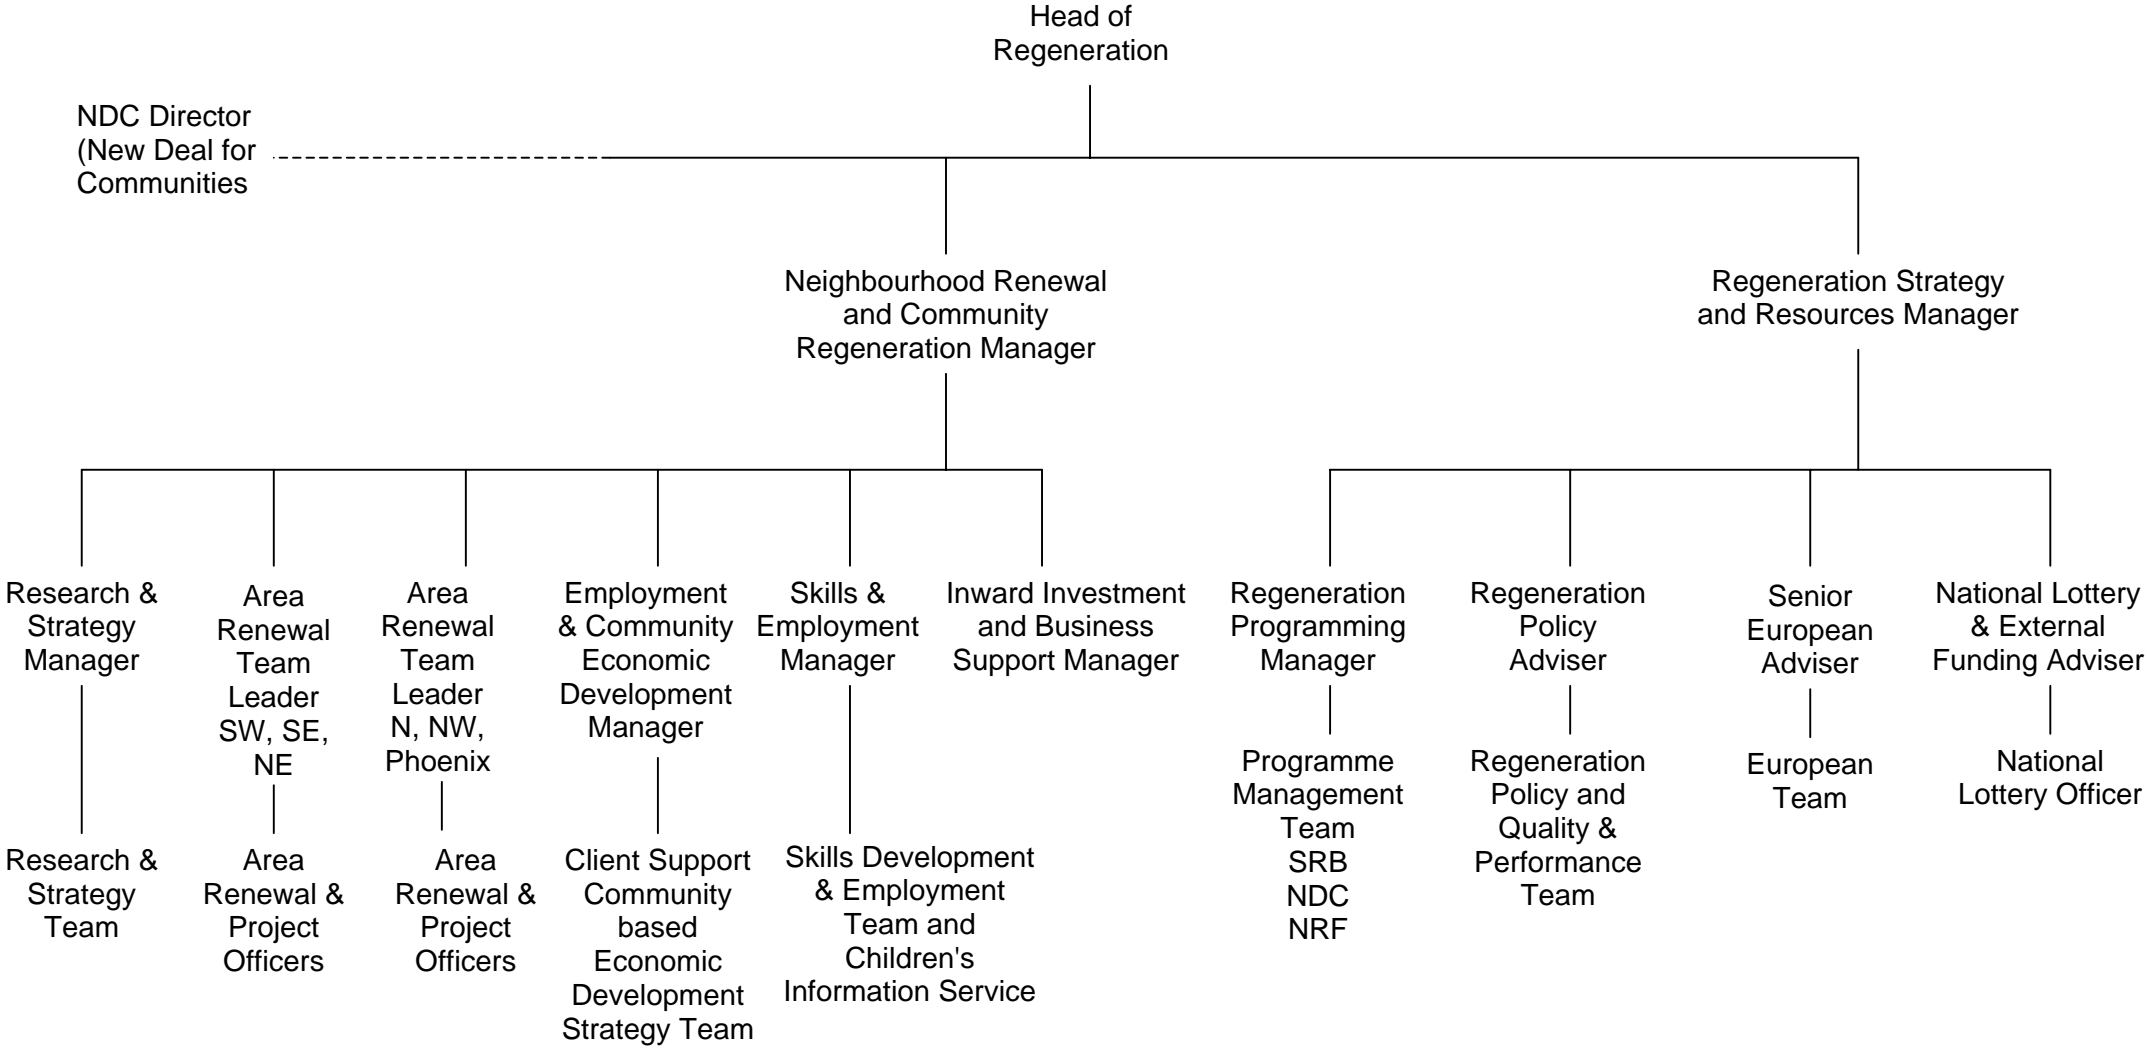 Head of
Regeneration
NDC Director
(New Deal for
Communities
Neighbourhood Renewal
and Community
Regeneration Manager
Regeneration Strategy
and Resources Manager
Research &
Strategy
Manager
Area
Renewal
Team
Leader
SW, SE,
NE
Area
Renewal
Team
Leader
N, NW,
Phoenix
Employment
& Community
Economic
Development
Manager
Skills &
Employment
Manager
Inward Investment
and Business
Support Manager
Regeneration
Programming
Manager
Regeneration
Policy
Adviser
Senior
European
Adviser
National Lottery
& External
Funding Adviser
Research &
Strategy
Team
Area
Renewal &
Project
Officers
Area
Renewal &
Project
Officers
Client Support
Community
based
Economic
Development
Strategy Team
Skills Development
& Employment
Team and
Children's
Information Service
Programme
Management
Team
SRB
NDC
NRF
Regeneration
Policy and
Quality &
Performance
Team
European
Team
National
Lottery Officer